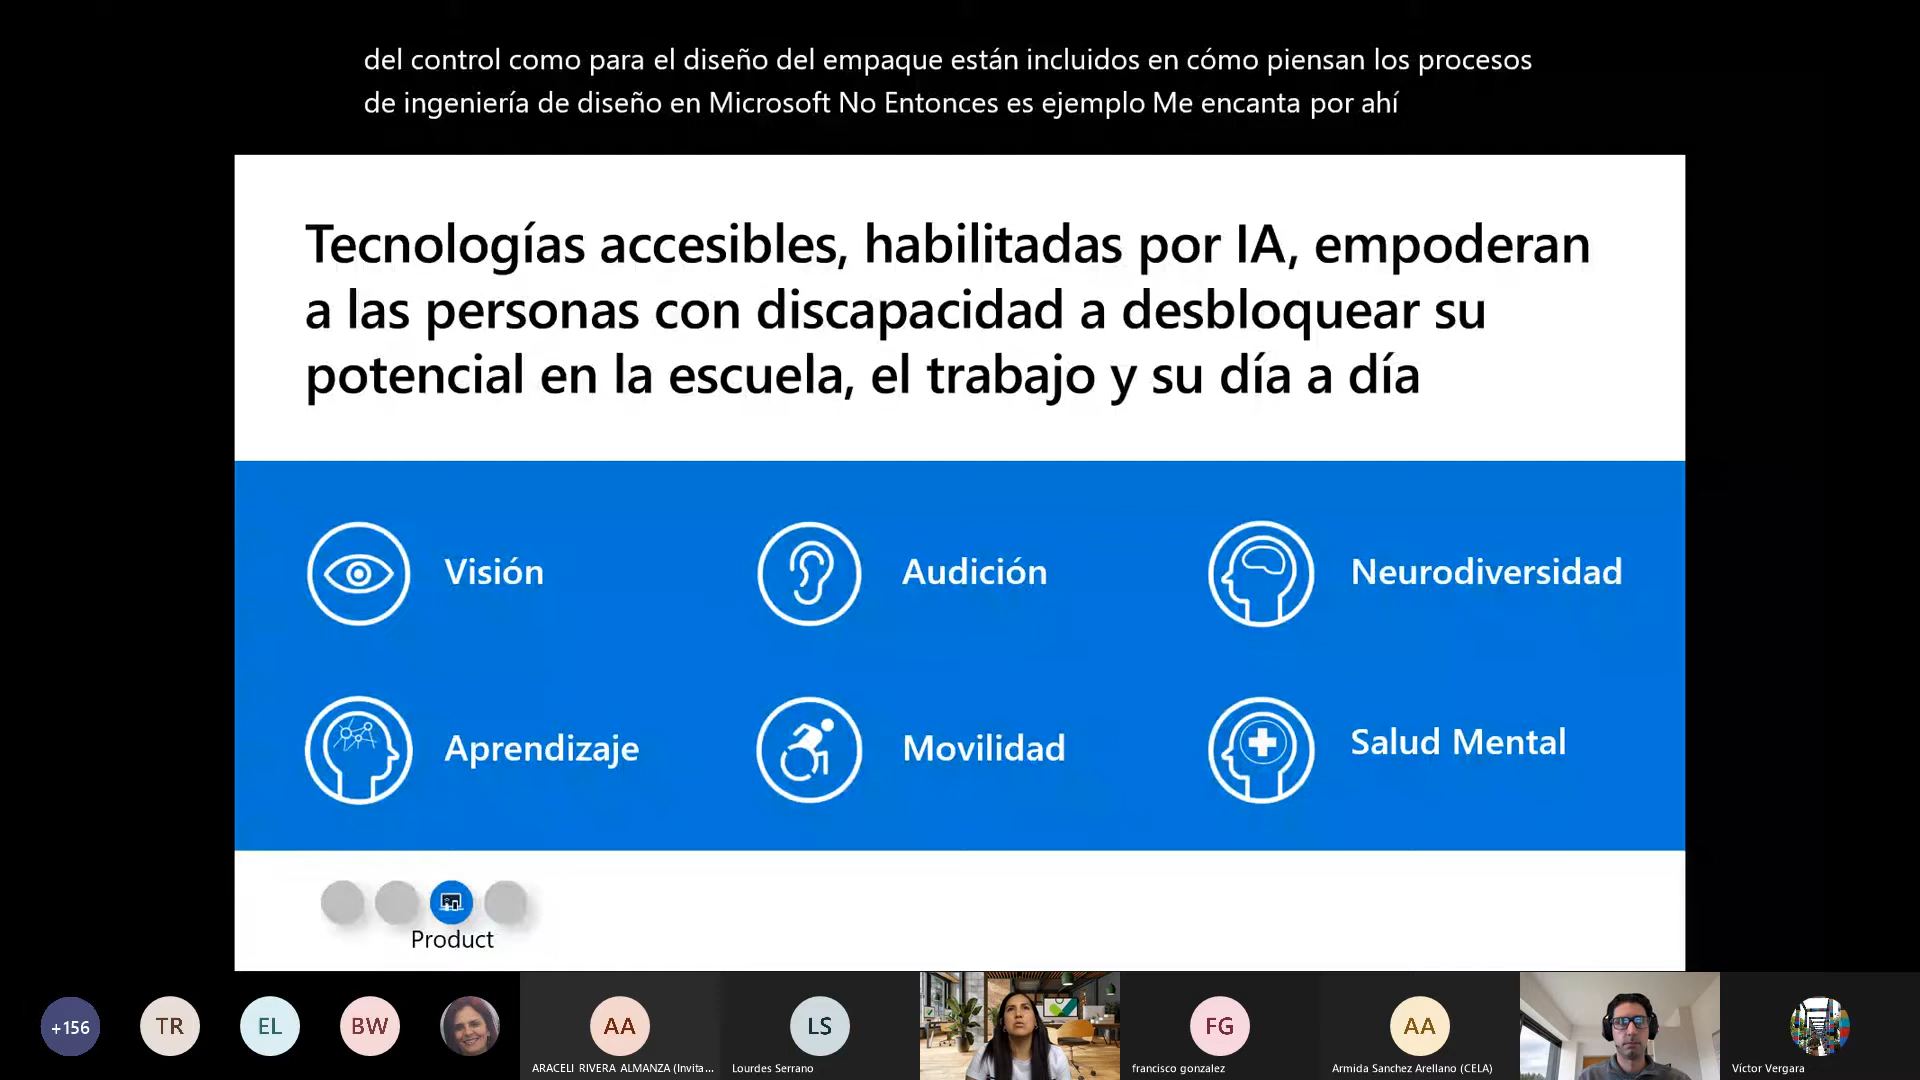 del control como para el diseño del empaque están incluidos en cómo piensan los procesos
de ingeniería de diseño en Microsoft No Entonces es ejemplo Me encanta por ahí
Tecnologías accesibles, habilitadas por IA, empoderan
a las personas con discapacidad a desbloquear su
potencial en la escuela, el trabajo y su día a día
Visión
Audición
Neurodiversidad
Aprendizaje
Movilidad
Salud Mental
Product
+156
TR
EL
BW
AA
LS
FG
AA
ARACELI RIVERA ALMANZA (Invita...
Lourdes Serrano
francisco gonzalez
Armida Sanchez Arellano (CELA)
Víctor Vergara